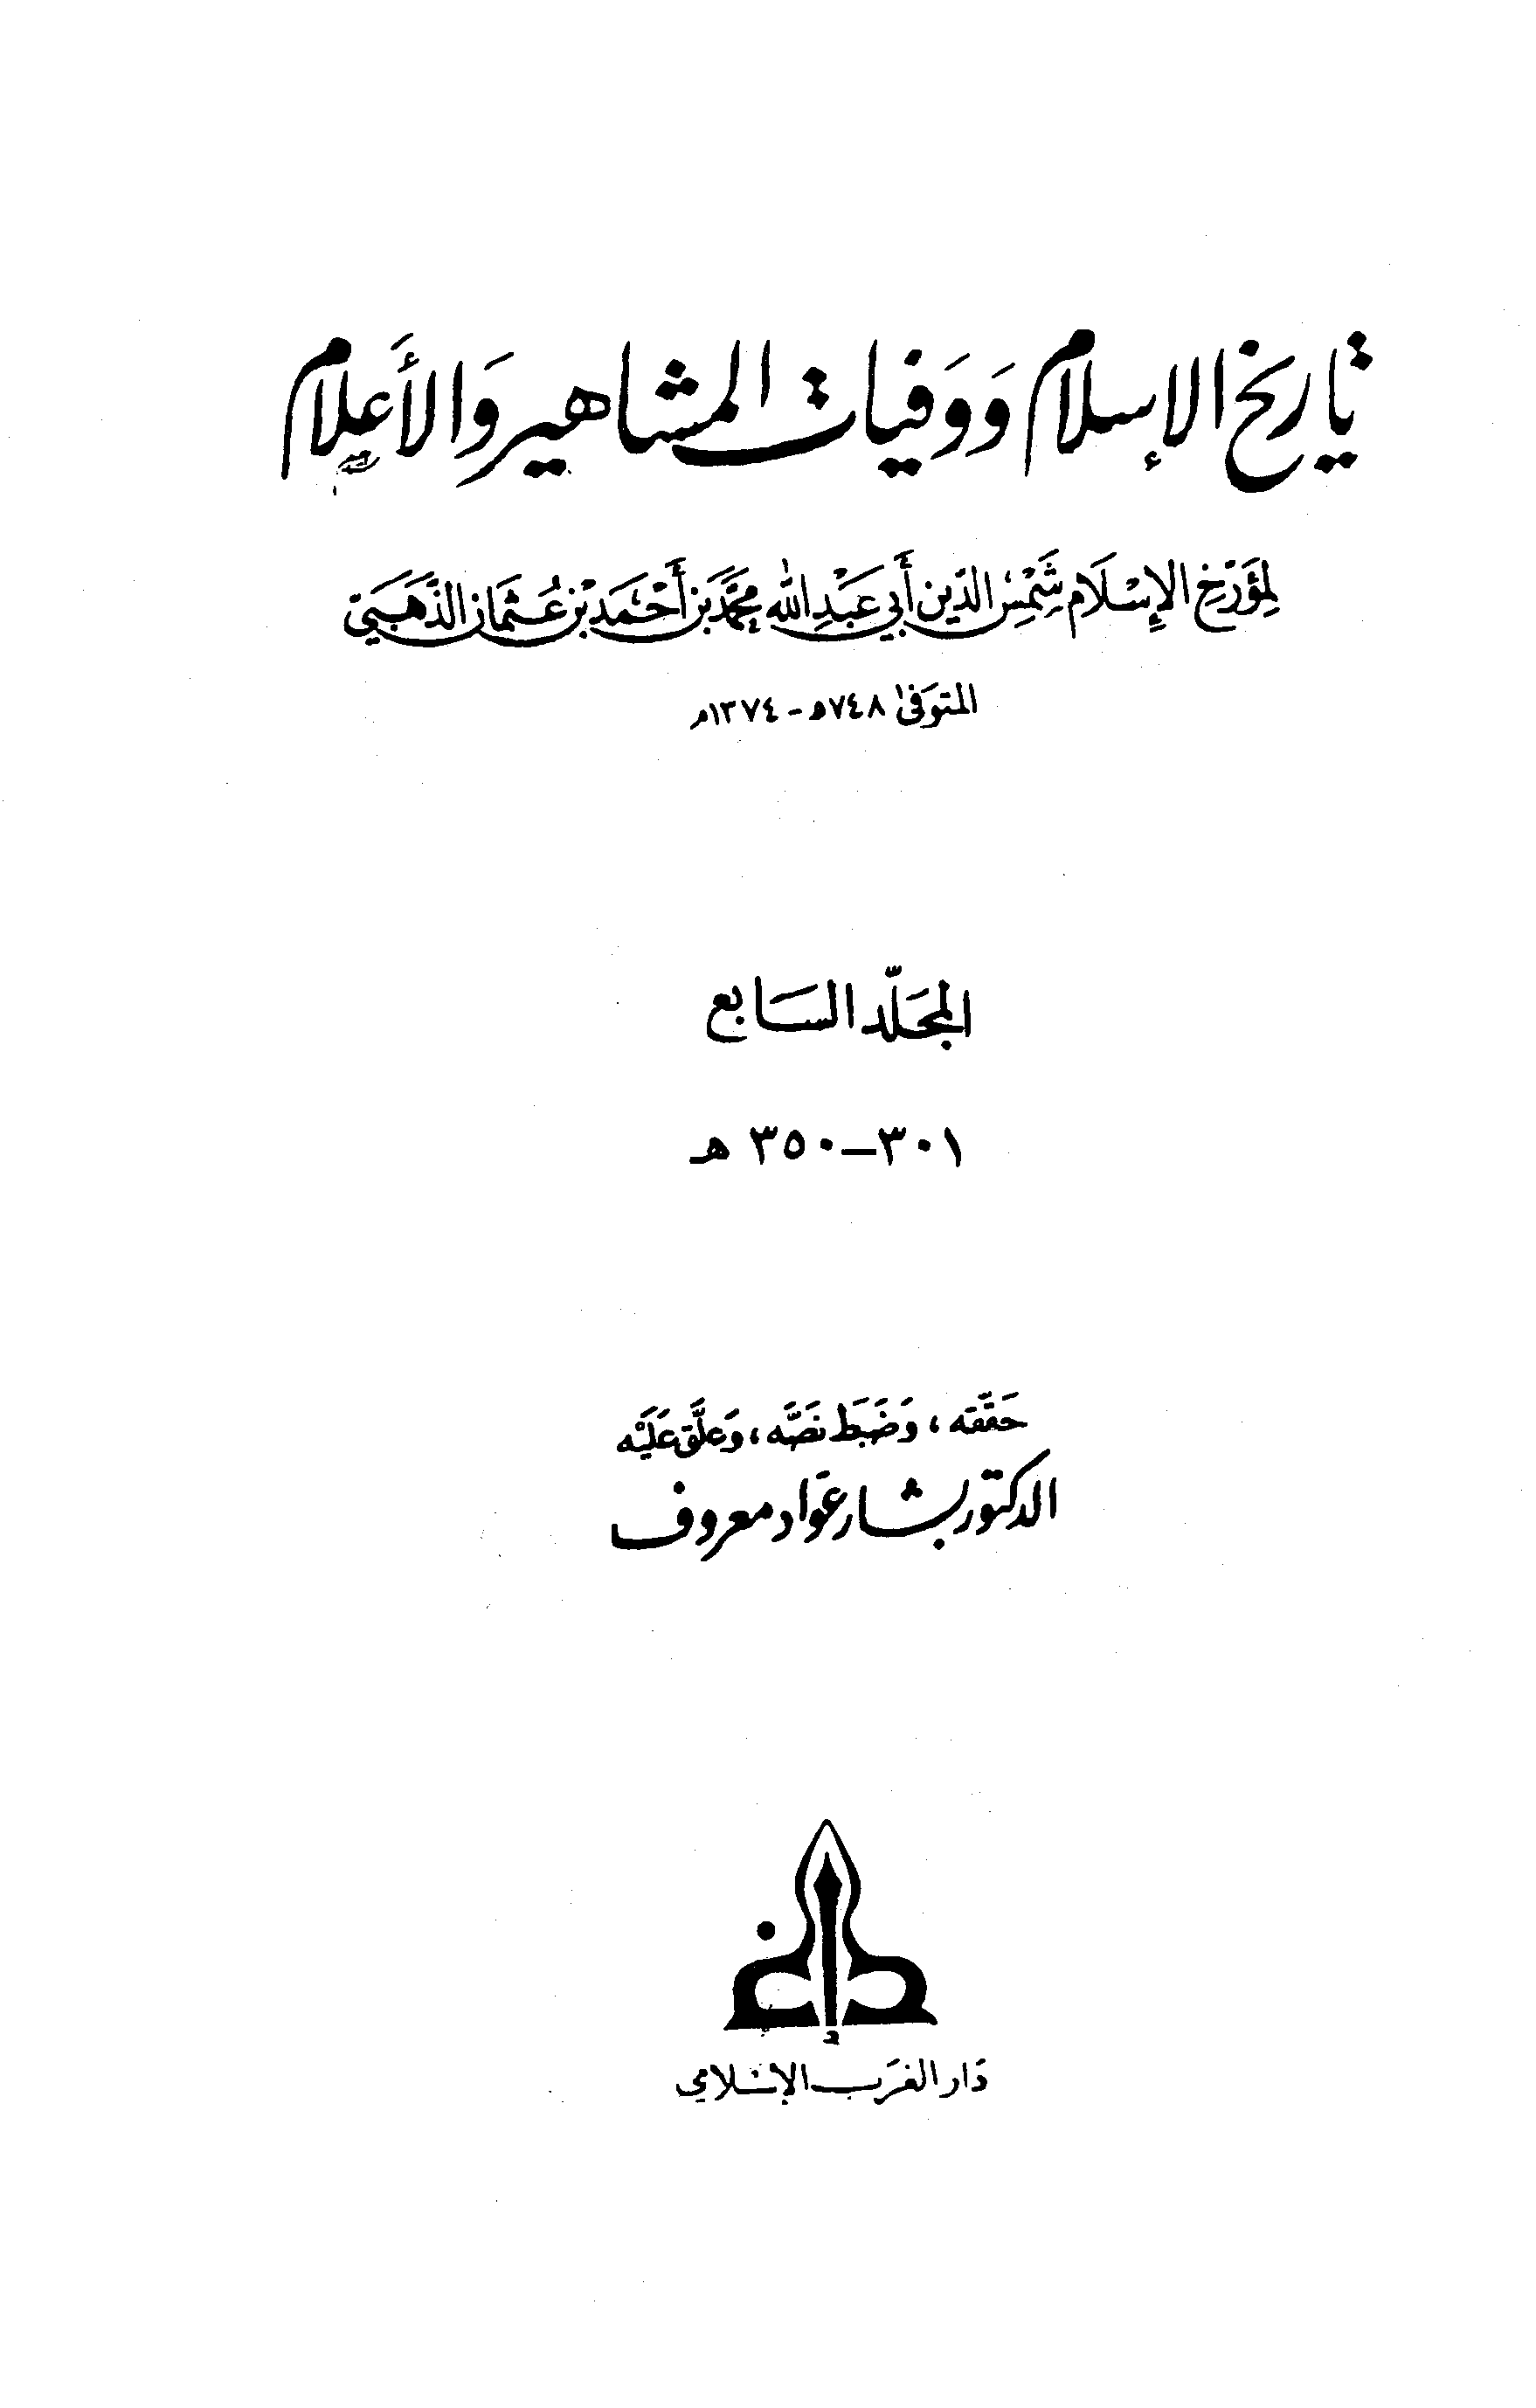 تاريخ الإسلام ووفيات المشاهير والأعلام
لمؤرخ الإسلام شمس الدين أبي عبد الله محمد بن أحمد بن عثمان الذهبي
المتوفى ٧٤٨هـ - ١٣٧٤م
المجلد السابع
٣٠١-٣٥٠ هـ
حققه، وضبط نصه، وعلق عليه
الدكتور بشار عواد معروف
دار الغرب الإسلامي